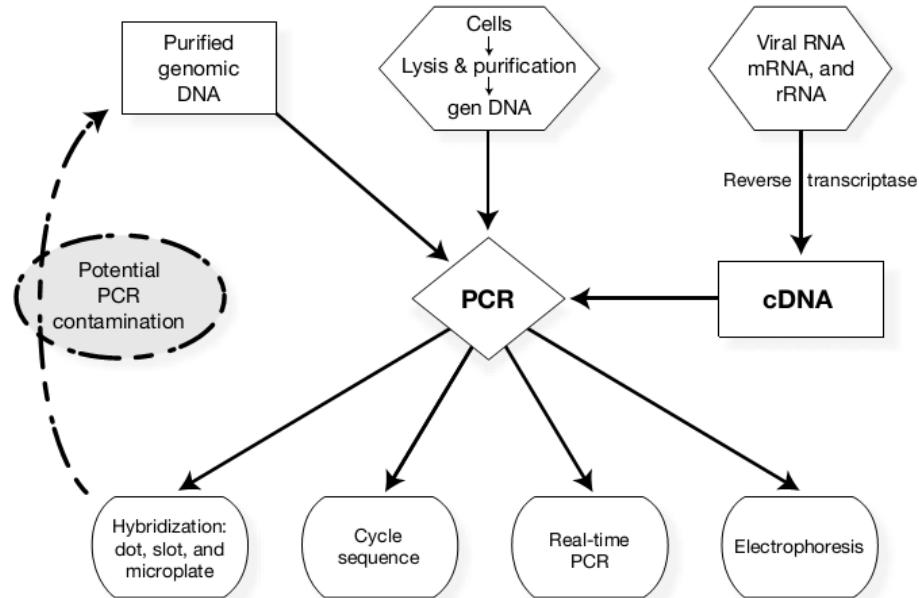 Purified
genomic
DNA
Cells
Lysis & purification
gen DNA
Viral RNA
mRNA, and
rRNA
Reverse transcriptase
Potential
PCR
contamination
PCR
cDNA
Hybridization:
dot, slot, and
microplate
Cycle
sequence
Real-time
PCR
Electrophoresis